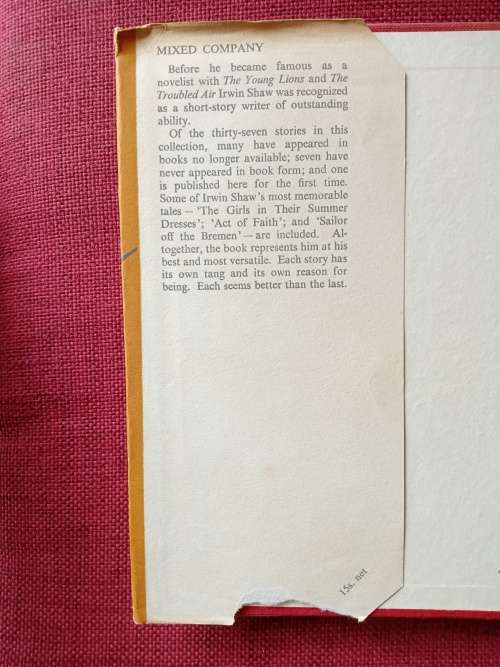 MIXED COMPANY
Before he became famous as a
novelist with The Young Lions and The
Troubled Air Irwin Shaw was recognized
as a short-story writer of outstanding
ability.
Of the thirty-seven stories in this
collection, many have appeared in
books no longer available; seven have
never appeared in book form; and one
is published here for the first time.
Some of Irwin Shaw's most memorable
tales — 'The Girls in Their Summer
Dresses'; 'Act of Faith'; and 'Sailor
off the Bremen' — are included. Al-
together, the book represents him at his
best and most versatile. Each story has
its own tang and its own reason for
being. Each seems better than the last.
15s. net